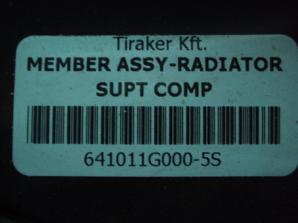 Tiraker Kft.
MEMBER ASSY-RADIATOR
SUPT COMP
641011G000-5S